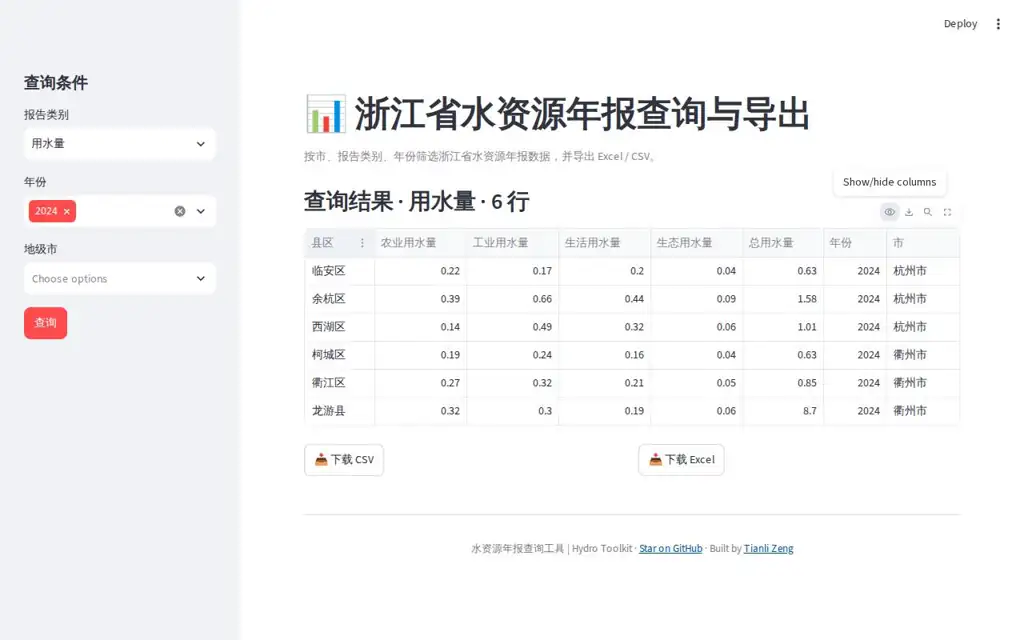 Deploy
查询条件
报告类别
用水量
年份
2024
地级市
Choose options
查询
浙江省水资源年报查询与导出
按市、报告类别、年份筛选浙江省水资源年报数据，并导出 Excel / CSV。
Show/hide columns
查询结果 · 用水量 · 6 行
县区 农业用水量 工业用水量 生活用水量 生态用水量 总用水量 年份 市
临安区 0.22 0.17 0.2 0.04 0.63 2024 杭州市
余杭区 0.39 0.66 0.44 0.09 1.58 2024 杭州市
西湖区 0.14 0.49 0.32 0.06 1.01 2024 杭州市
柯城区 0.19 0.24 0.16 0.04 0.63 2024 衢州市
衢江区 0.27 0.32 0.21 0.05 0.85 2024 衢州市
龙游县 0.32 0.3 0.19 0.06 8.7 2024 衢州市
下载 CSV
下载 Excel
水资源年报查询工具 | Hydro Toolkit · Star on GitHub · Built by Tianli Zeng